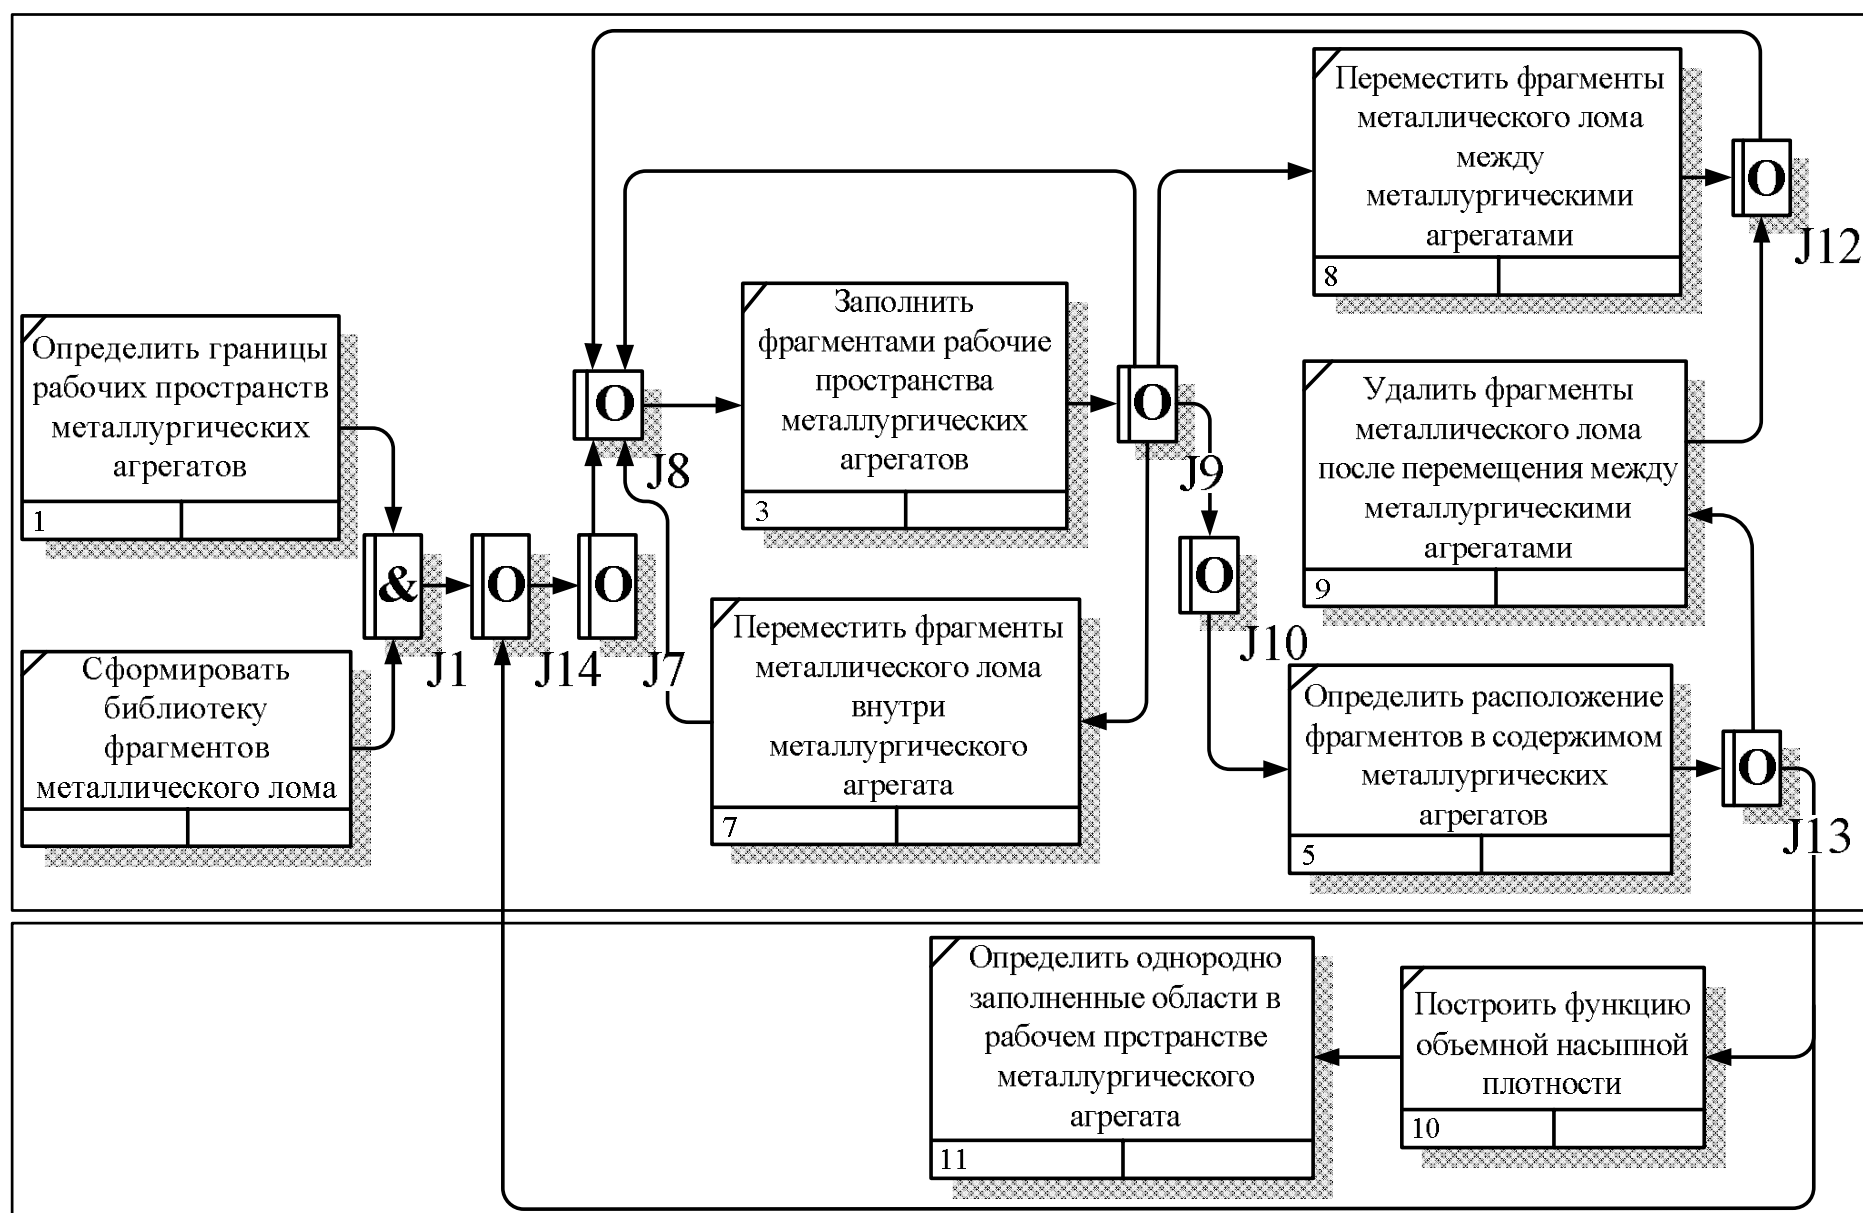 Переместить фрагменты
металлического лома
между
металлургическими
агрегатами
8
O
J12
Заполнить
фрагментами рабочие
пространства
металлургических
агрегатов
3
Определить границы
рабочих пространств
металлургических
агрегатов
1
O
J8
O
J9
Удалить фрагменты
металлического лома
после перемещения между
металлургическими
агрегатами
9
&
J1
O
J14
O
J7
O
J10
Сформировать
библиотеку
фрагментов
металлического лома
Переместить фрагменты
металлического лома
внутри
металлургического
агрегата
7
Определить расположение
фрагментов в содержимом
металлургических
агрегатов
5
O
J13
Определить однородно
заполненные области в
рабочем прстранстве
металлургического
агрегата
11
Построить функцию
объемной насыпной
плотности
10